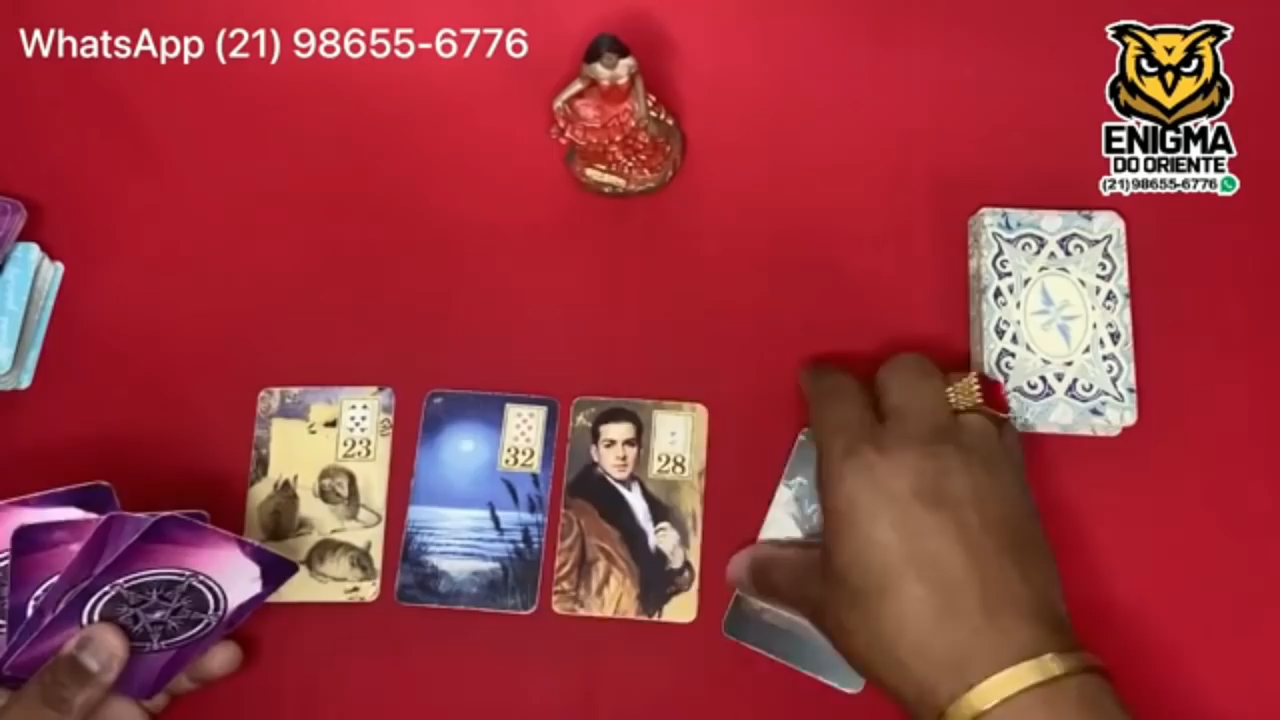 WhatsApp (21) 98655-6776
ENIGMA
DO ORIENTE
(21)98655-6776
23
32
28